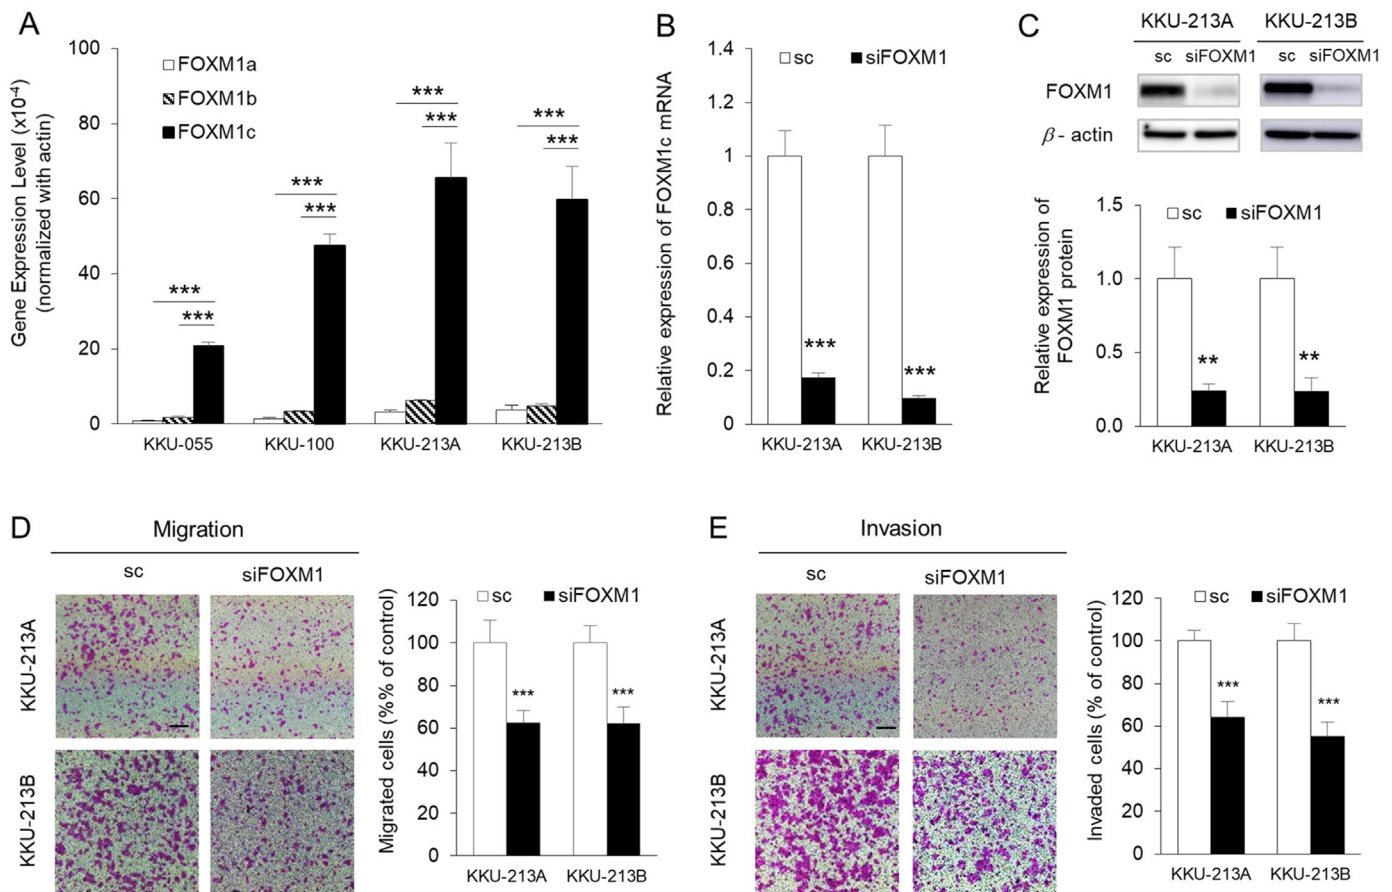 A
100
80
60
40
20
0
Gene Expression Level (x10-4)
(normalized with actin)
FOXM1a
FOXM1b
FOXM1c
***
***
***
***
***
***
***
***
KKU-055
KKU-100
KKU-213A
KKU-213B
B
1.4
1.2
1
0.8
0.6
0.4
0.2
0
Relative expression of FOXM1c mRNA
sc
siFOXM1
***
***
KKU-213A
KKU-213B
C
KKU-213A
KKU-213B
sc siFOXM1
sc siFOXM1
FOXM1
β - actin
1.5
1.0
0.5
0.0
Relative expression of
FOXM1 protein
sc
siFOXM1
**
**
KKU-213A
KKU-213B
D
Migration
sc
siFOXM1
KKU-213A
KKU-213B
120
100
80
60
40
20
0
Migrated cells (%% of control)
sc
siFOXM1
***
***
KKU-213A
KKU-213B
E
Invasion
sc
siFOXM1
KKU-213A
KKU-213B
120
100
80
60
40
20
0
Invaded cells (% of control)
sc
siFOXM1
***
***
KKU-213A
KKU-213B